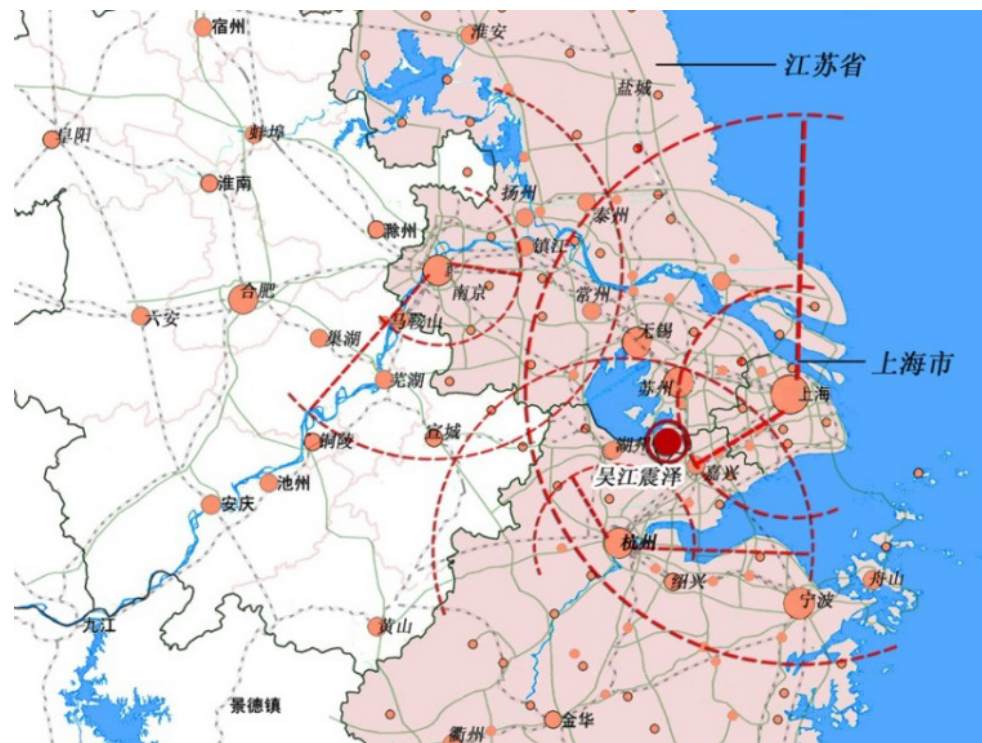 宿州
淮安
江苏省
盐城
阜阳
蚌埠
淮南
扬州
泰州
滁州
镇江
南京
合肥
常州
六安
马鞍山
巢湖
无锡
上海市
芜湖
苏州
上海
铜陵
宣城
湖州
嘉兴
吴江震泽
池州
安庆
杭州
绍兴
舟山
宁波
九江
黄山
景德镇
金华
衢州